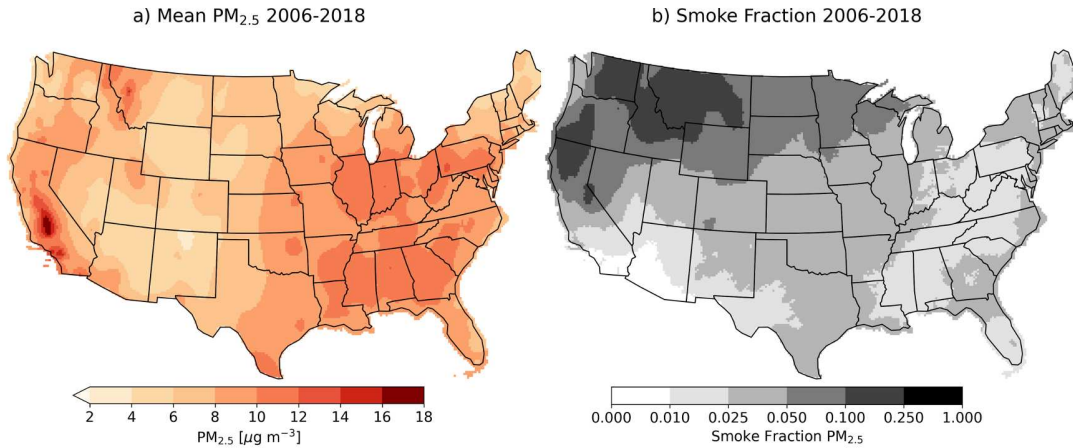 a) Mean PM₂.₅ 2006-2018
b) Smoke Fraction 2006-2018
2 4 6 8 10 12 14 16 18
PM₂.₅ [μg m⁻³]
0.000 0.010 0.025 0.050 0.100 0.250 1.000
Smoke Fraction PM₂.₅